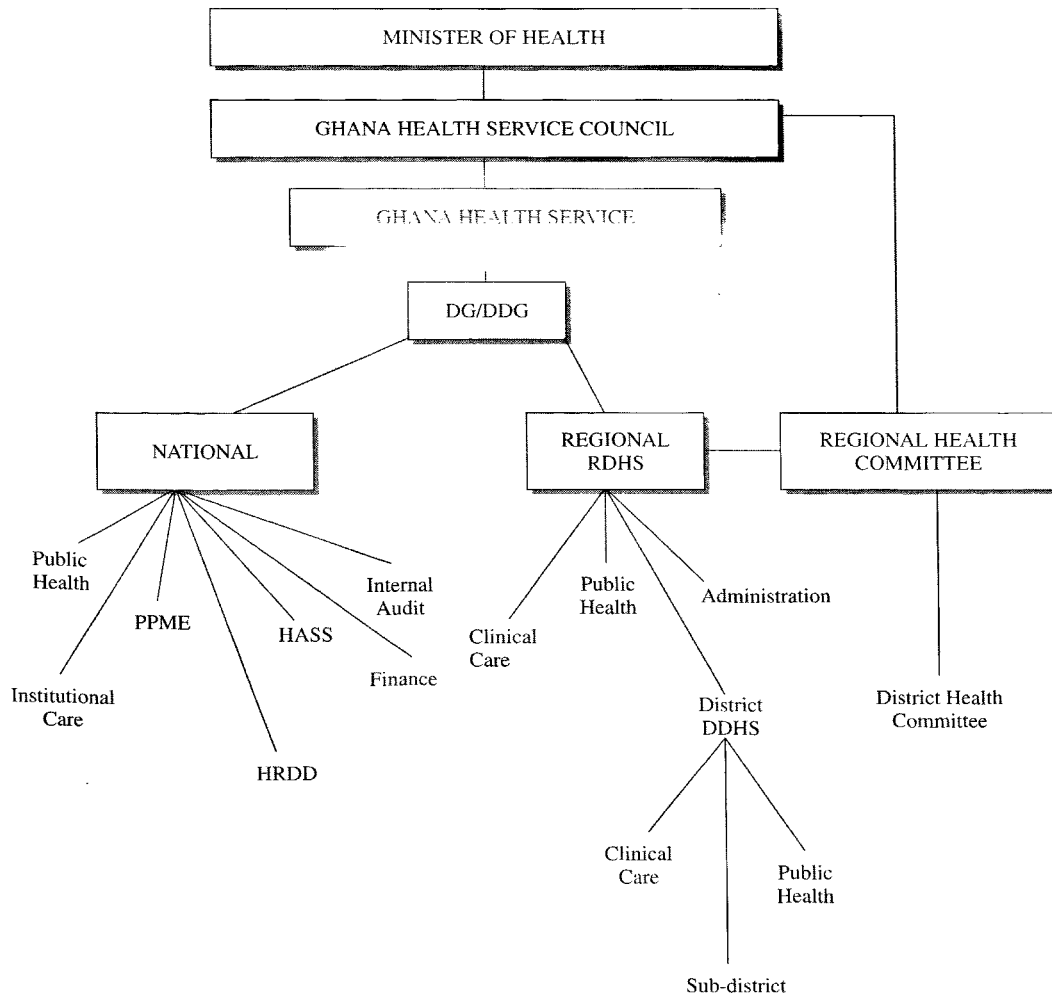 MINISTER OF HEALTH
GHANA HEALTH SERVICE COUNCIL
GHANA HEALTH SERVICE
DG/DDG
NATIONAL
REGIONAL
RDHS
REGIONAL HEALTH
COMMITTEE
Public
Health
Institutional
Care
PPME
HRDD
HASS
Finance
Internal
Audit
Clinical
Care
Public
Health
Administration
District
DDHS
District Health
Committee
Clinical
Care
Public
Health
Sub-district